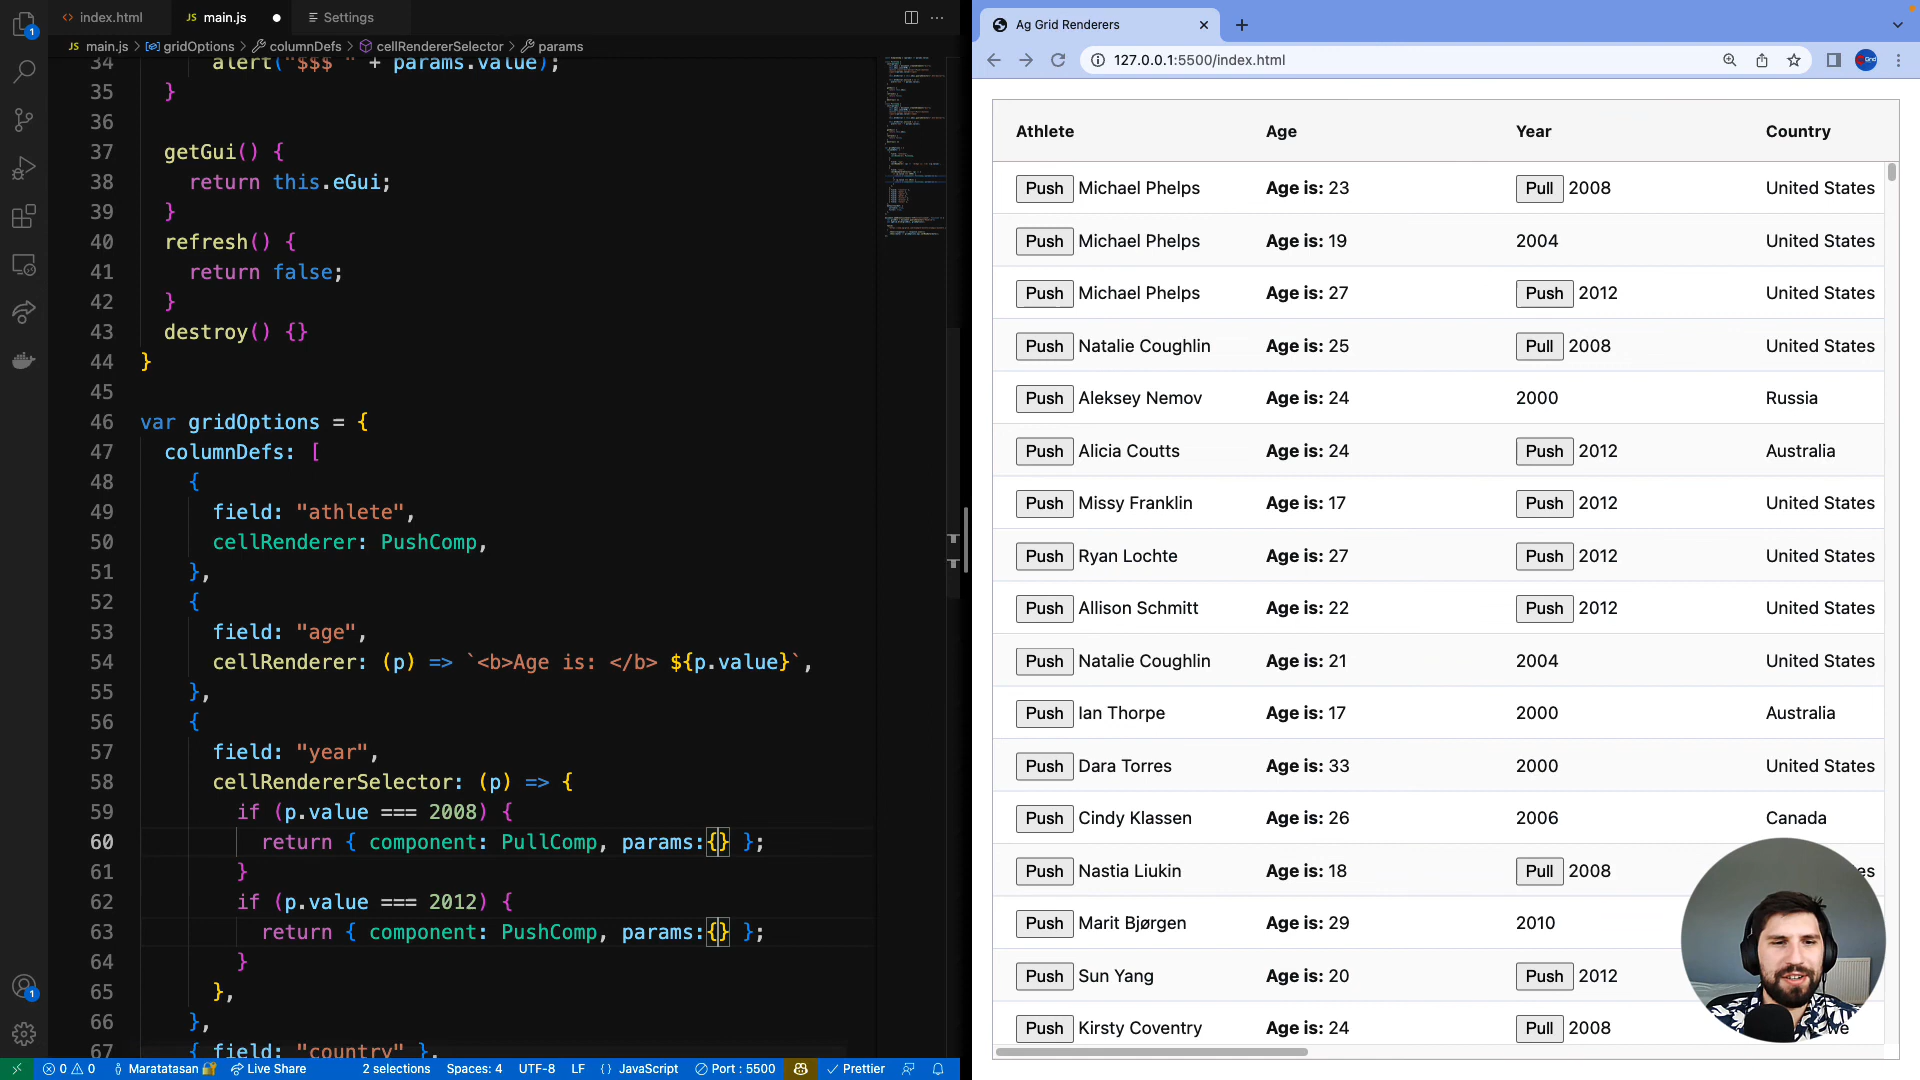 index.html
main.js
Settings
main.js > gridOptions > columnDefs > cellRendererSelector > params
34 alert("$$$ " + params.value);
35 }
36
37 getGui() {
38 return this.eGui;
39 }
40 refresh() {
41 return false;
42 }
43 destroy() {}
44 }
45
46 var gridOptions = {
47 columnDefs: [
48 {
49 field: "athlete",
50 cellRenderer: PushComp,
51 },
52 {
53 field: "age",
54 cellRenderer: (p) => `<b>Age is: </b> ${p.value}`,
55 },
56 {
57 field: "year",
58 cellRendererSelector: (p) => {
59 if (p.value === 2008) {
60 return { component: PullComp, params:{} };
61 }
62 if (p.value === 2012) {
63 return { component: PushComp, params:{} };
64 }
65 },
66 },
67 { field: "country" },
0 0 Maratatasan Live Share 2 selections Spaces: 4 UTF-8 LF {} JavaScript Port : 5500 Prettier
Ag Grid Renderers
127.0.0.1:5500/index.html
Athlete Age Year Country
Push Michael Phelps Age is: 23 Pull 2008 United States
Push Michael Phelps Age is: 19 2004 United States
Push Michael Phelps Age is: 27 Push 2012 United States
Push Natalie Coughlin Age is: 25 Pull 2008 United States
Push Aleksey Nemov Age is: 24 2000 Russia
Push Alicia Coutts Age is: 24 Push 2012 Australia
Push Missy Franklin Age is: 17 Push 2012 United States
Push Ryan Lochte Age is: 27 Push 2012 United States
Push Allison Schmitt Age is: 22 Push 2012 United States
Push Natalie Coughlin Age is: 21 2004 United States
Push Ian Thorpe Age is: 17 2000 Australia
Push Dara Torres Age is: 33 2000 United States
Push Cindy Klassen Age is: 26 2006 Canada
Push Nastia Liukin Age is: 18 Pull 2008 es
Push Marit Bjørgen Age is: 29 2010
Push Sun Yang Age is: 20 Push 2012
Push Kirsty Coventry Age is: 24 Pull 2008 we